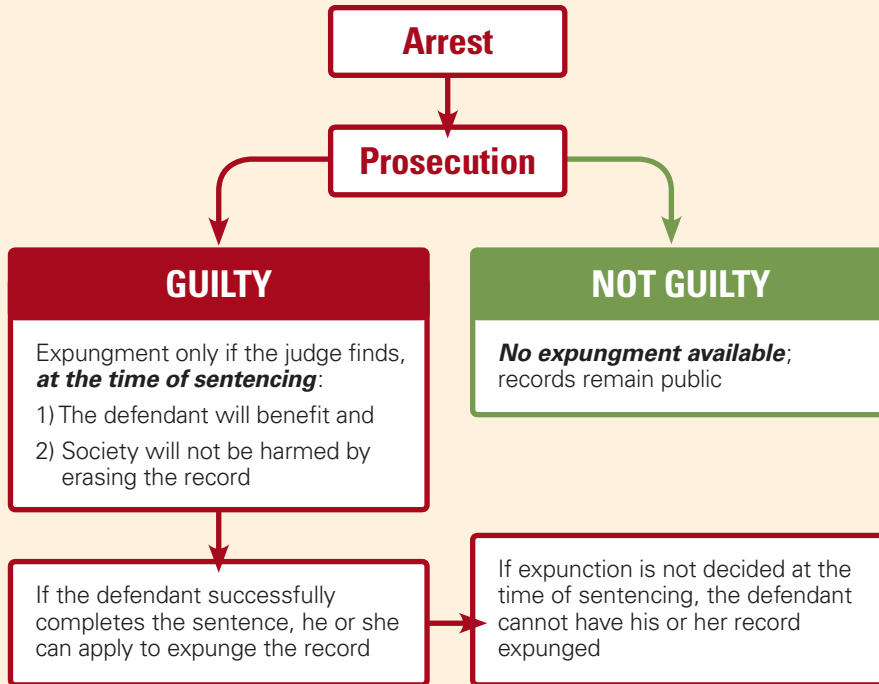 Arrest
Prosecution
GUILTY
Expungment only if the judge finds,
at the time of sentencing:
1) The defendant will benefit and
2) Society will not be harmed by
erasing the record
NOT GUILTY
No expungment available;
records remain public
If the defendant successfully
completes the sentence, he or she
can apply to expunge the record
If expunction is not decided at the
time of sentencing, the defendant
cannot have his or her record
expunged